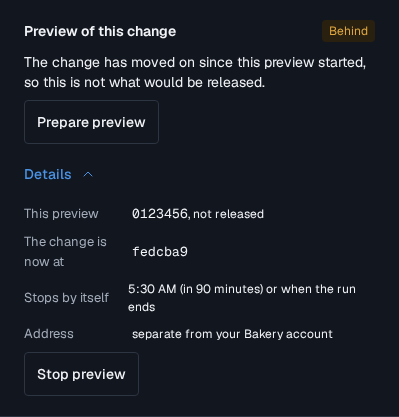 Preview of this change
Behind
The change has moved on since this preview started,
so this is not what would be released.
Prepare preview
Details
This preview 0123456, not released
The change is
now at fedcba9
Stops by itself 5:30 AM (in 90 minutes) or when the run
ends
Address separate from your Bakery account
Stop preview